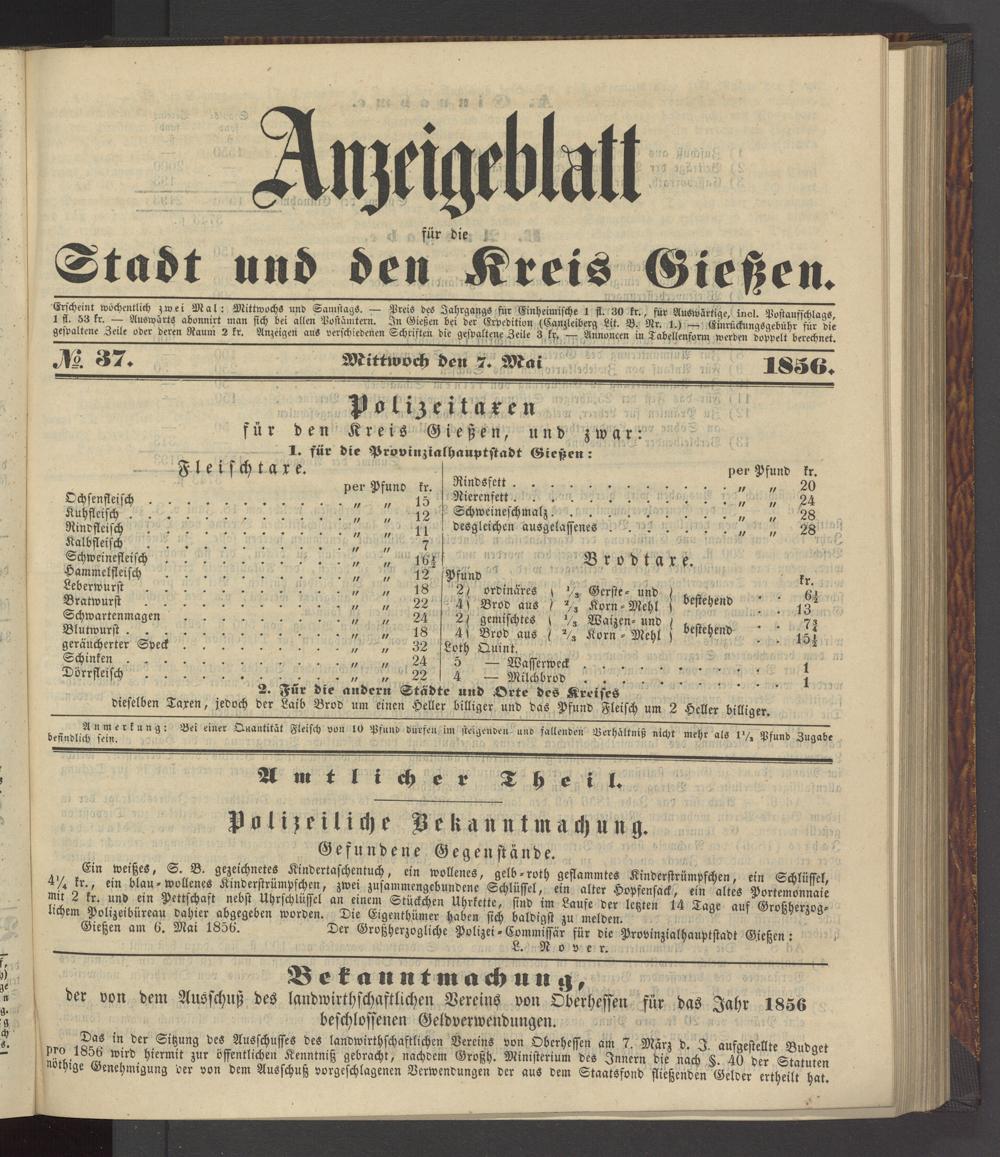 Anzeigeblatt
für die
Stadt und den Kreis Gießen.
Erscheint wöchentlich zwei Mal: Mittwochs und Samstags. — Preis des Jahrgangs für Einheimische 1 fl. 30 kr., für Auswärtige, incl. Postaufschlags,
1 fl. 53 kr. — Auswärts abonnirt man sich bei allen Postämtern. In Gießen bei der Expedition (Canzleiberg Lit. B. Nr. 1.) — Einrückungsgebühr für die
gespaltene Zeile oder deren Raum 2 kr. Anzeigen aus verschiedenen Schriften die gespaltene Zeile 3 kr. — Annoncen in Tabellenform werden doppelt berechnet.
№ 37. Mittwoch den 7. Mai 1856.
Polizeitaxen
für den Kreis Gießen, und zwar:
1. für die Provinzialhauptstadt Gießen:
Fleischtaxe.
per Pfund kr.
Ochsenfleisch . . . „ „ 15
Kuhfleisch . . . „ „ 12
Rindfleisch . . . „ „ 11
Kalbfleisch . . . „ „ 7
Schweinefleisch . . . „ „ 16½
Hammelfleisch . . . „ „ 12
Leberwurst . . . „ „ 18
Bratwurst . . . „ „ 22
Schwartenmagen . . . „ „ 24
Blutwurst . . . „ „ 18
geräucherter Speck . . . „ „ 32
Schinken . . . „ „ 24
Dörrfleisch . . . „ „ 22
per Pfund kr.
Rindsfett . . . „ „ 20
Nierenfett . . . „ „ 24
Schweineschmalz . . . „ „ 28
desgleichen ausgelassenes „ „ 28
Brodtaxe.
Pfund kr.
2) ordinäres ( ⅓ Gerste- und ) bestehend . . 6½
4) Brod aus ( ⅔ Korn-Mehl ) 13
2) gemischtes ( ⅓ Waizen- und ) bestehend . . 7¾
4) Brod aus ( ⅔ Korn-Mehl ) 15½
Loth Quint.
5 — Wasserweck . . . 1
4 — Milchbrod . . . 1
2. Für die andern Städte und Orte des Kreises
dieselben Taxen, jedoch der Laib Brod um einen Heller billiger und das Pfund Fleisch um 2 Heller billiger.
Anmerkung: Bei einer Quantität Fleisch von 10 Pfund dürfen im steigenden und fallenden Verhältniß nicht mehr als 1⅓ Pfund Zugabe
befindlich sein.
Amtlicher Theil.
Polizeiliche Bekanntmachung.
Gefundene Gegenstände.
Ein weißes, S. B. gezeichnetes Kindertaschentuch, ein wollenes, gelb-roth geflammtes Kinderstrümpfchen, ein Schlüssel,
4¼ kr., ein blau-wollenes Kinderstrümpfchen, zwei zusammengebundene Schlüssel, ein alter Hopfensack, ein altes Portemonnaie
mit 2 kr. und ein Pettschaft nebst Uhrschlüssel an einem Stückchen Uhrkette, sind im Laufe der letzten 14 Tage auf Großherzog-
lichem Polizeibüreau dahier abgegeben worden. Die Eigenthümer haben sich baldigst zu melden.
Gießen am 6. Mai 1856. Der Großherzogliche Polizei-Commissär für die Provinzialhauptstadt Gießen:
L. Nover.
Bekanntmachung,
der von dem Ausschuß des landwirthschaftlichen Vereins von Oberhessen für das Jahr 1856
beschlossenen Geldverwendungen.
Das in der Sitzung des Ausschusses des landwirthschaftlichen Vereins von Oberhessen am 7. März d. J. aufgestellte Budget
pro 1856 wird hiermit zur öffentlichen Kenntniß gebracht, nachdem Großh. Ministerium des Innern die nach §. 40 der Statuten
nöthige Genehmigung der von dem Ausschuß vorgeschlagenen Verwendungen der aus dem Staatsfond fließenden Gelder ertheilt hat.